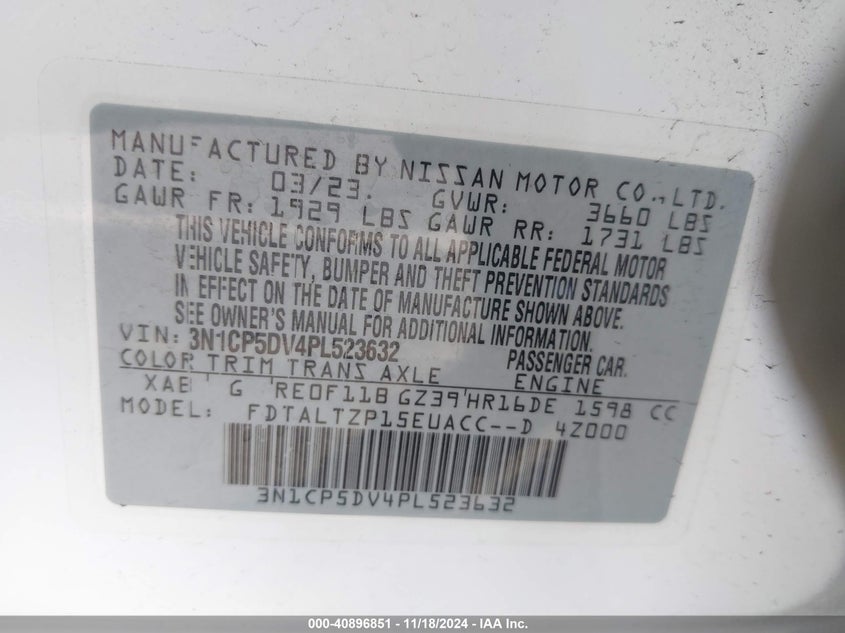 MANUFACTURED BY NISSAN MOTOR CO., LTD.
DATE: 03/23. GVWR: 3660 LBS
GAWR FR: 1929 LBS GAWR RR: 1731 LBS
THIS VEHICLE CONFORMS TO ALL APPLICABLE FEDERAL MOTOR
VEHICLE SAFETY, BUMPER AND THEFT PREVENTION STANDARDS
IN EFFECT ON THE DATE OF MANUFACTURE SHOWN ABOVE.
SEE OWNER'S MANUAL FOR ADDITIONAL INFORMATION.
VIN: 3N1CP5DV4PL523632 PASSENGER CAR.
COLOR TRIM TRANS AXLE ENGINE
XAB G RE0F11B GZ39 HR16DE 1598 CC
MODEL: FDTALTZP15EUACC--D 4Z000
3N1CP5DV4PL523632
000-40896851 - 11/18/2024 - IAA Inc.